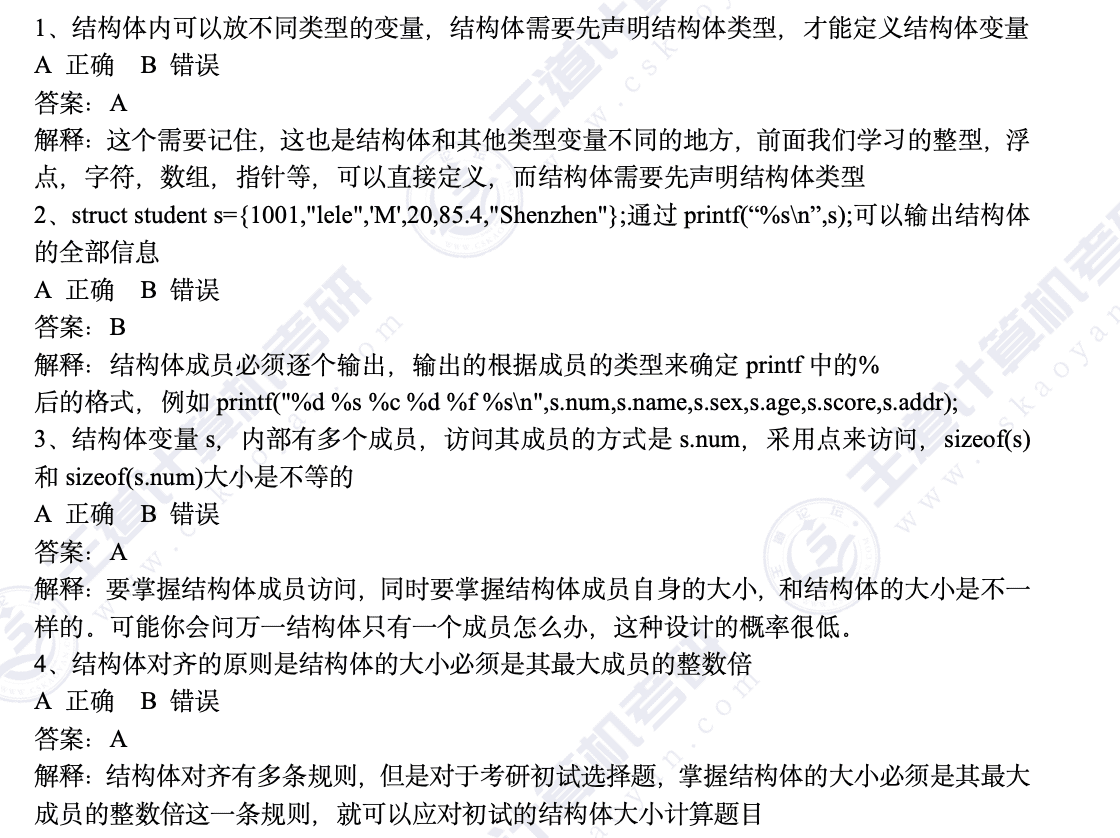 1、结构体内可以放不同类型的变量，结构体需要先声明结构体类型，才能定义结构体变量
A 正确 B 错误
答案：A
解释：这个需要记住，这也是结构体和其他类型变量不同的地方，前面我们学习的整型，浮
点，字符，数组，指针等，可以直接定义，而结构体需要先声明结构体类型
2、struct student s={1001,"lele",'M',20,85.4,"Shenzhen"};通过 printf(“%s\n”,s);可以输出结构体
的全部信息
A 正确 B 错误
答案：B
解释：结构体成员必须逐个输出，输出的根据成员的类型来确定 printf 中的%
后的格式，例如 printf("%d %s %c %d %f %s\n",s.num,s.name,s.sex,s.age,s.score,s.addr);
3、结构体变量 s，内部有多个成员，访问其成员的方式是 s.num，采用点来访问，sizeof(s)
和 sizeof(s.num)大小是不等的
A 正确 B 错误
答案：A
解释：要掌握结构体成员访问，同时要掌握结构体成员自身的大小，和结构体的大小是不一
样的。可能你会问万一结构体只有一个成员怎么办，这种设计的概率很低。
4、结构体对齐的原则是结构体的大小必须是其最大成员的整数倍
A 正确 B 错误
答案：A
解释：结构体对齐有多条规则，但是对于考研初试选择题，掌握结构体的大小必须是其最大
成员的整数倍这一条规则，就可以应对初试的结构体大小计算题目